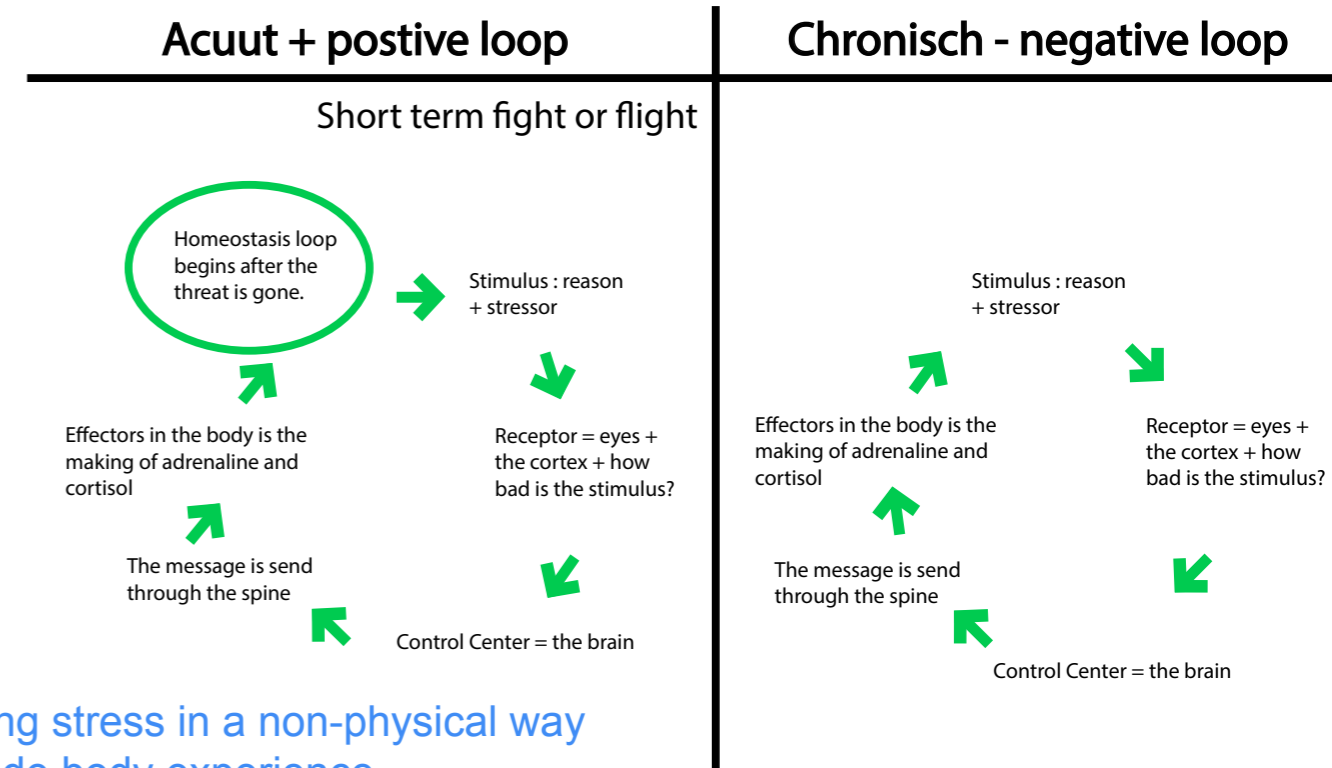 Acuut + postive loop
Short term fight or flight
Homeostasis loop
begins after the
threat is gone.
Stimulus : reason
+ stressor
Receptor = eyes +
the cortex + how
bad is the stimulus?
Control Center = the brain
The message is send
through the spine
Effectors in the body is the
making of adrenaline and
cortisol
Chronisch - negative loop
Stimulus : reason
+ stressor
Receptor = eyes +
the cortex + how
bad is the stimulus?
Control Center = the brain
The message is send
through the spine
Effectors in the body is the
making of adrenaline and
cortisol
stress in a non-physical way
body experience